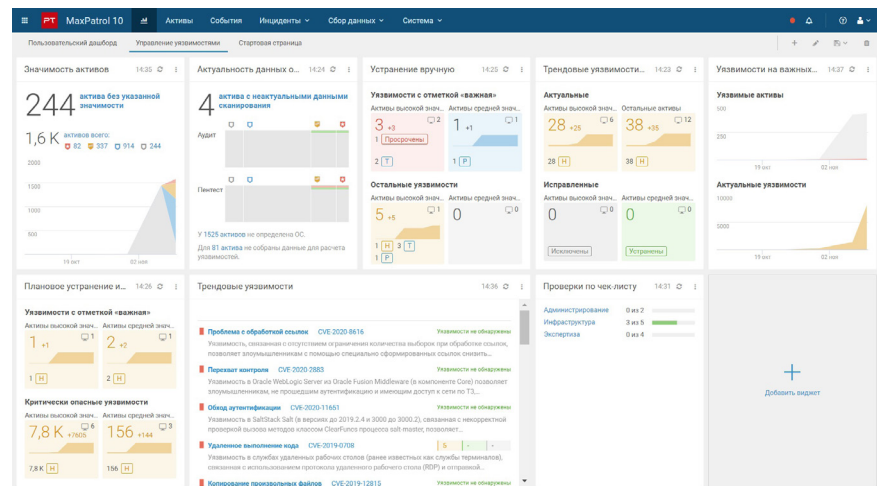 PT MaxPatrol 10 Активы События Инциденты Сбор данных Система
Пользовательский дашборд Управление уязвимостями Стартовая страница
Значимость активов 14:35
244 актива без указанной
значимости
1,6 K активов всего:
82 337 914 244
2000
1500
1000
500
19 окт 02 ноя
Актуальность данных о... 14:24
4 актива с неактуальными данными
сканирования
Аудит
Пентест
У 1525 активов не определена ОС.
Для 81 актива не собраны данные для расчета
уязвимостей.
Устранение вручную 14:25
Уязвимости с отметкой «важная»
Активы высокой знач... Активы средней знач...
3 +3 2 1 +1 1
1 Просрочены
2 T 1 P
Остальные уязвимости
Активы высокой знач... Активы средней знач...
5 +5 1 0 0
1 H 3 T
1 P
Трендовые уязвимости... 14:23
Актуальные
Активы высокой знач... Остальные активы
28 +25 6 38 +35 12
28 H 38 H
Исправленные
Активы высокой знач... Активы средней знач...
0 0 0 0
Исключены Устранены
Уязвимости на важных... 14:37
Уязвимые активы
500
250
19 окт 02 ноя
Актуальные уязвимости
10000
5000
19 окт 02 ноя
Плановое устранение и... 14:26
Уязвимости с отметкой «важная»
Активы высокой знач... Активы средней знач...
1 +1 1 2 +2 1
1 H 2 H
Критически опасные уязвимости
Активы высокой знач... Активы средней знач...
7,8 K +7605 6 156 +144 3
7,8 K H 156 H
Трендовые уязвимости 14:36
Проблема с обработкой ссылок CVE-2020-8616 Уязвимости не обнаружены
Уязвимость, связанная с отсутствием ограничения количества выборок при обработке ссылок,
позволяет злоумышленникам с помощью специально сформированных ссылок снизить...
Перехват контроля CVE-2020-2883 Уязвимости не обнаружены
Уязвимость в Oracle WebLogic Server из Oracle Fusion Middleware (в компоненте Core) позволяет
злоумышленникам, не прошедшим аутентификацию и имеющим доступ к сети по T3,...
Обход аутентификации CVE-2020-11651 Уязвимости не обнаружены
Уязвимость в SaltStack Salt (в версиях до 2019.2.4 и 3000 до 3000.2), связанная с некорректной
проверкой вызова методов классом ClearFuncs процесса salt master, позволяет...
Удаленное выполнение кода CVE-2019-0708 5 - -
Уязвимость в службах удаленных рабочих столов (ранее известных как службы терминалов),
связанная с использованием протокола удаленного рабочего стола (RDP) и отправкой...
Копирование произвольных файлов CVE-2019-12815 Уязвимости не обнаружены
Проверки по чек-листу 14:31
Администрирование 0 из 2
Инфраструктура 3 из 5
Экспертиза 0 из 4
Добавить виджет